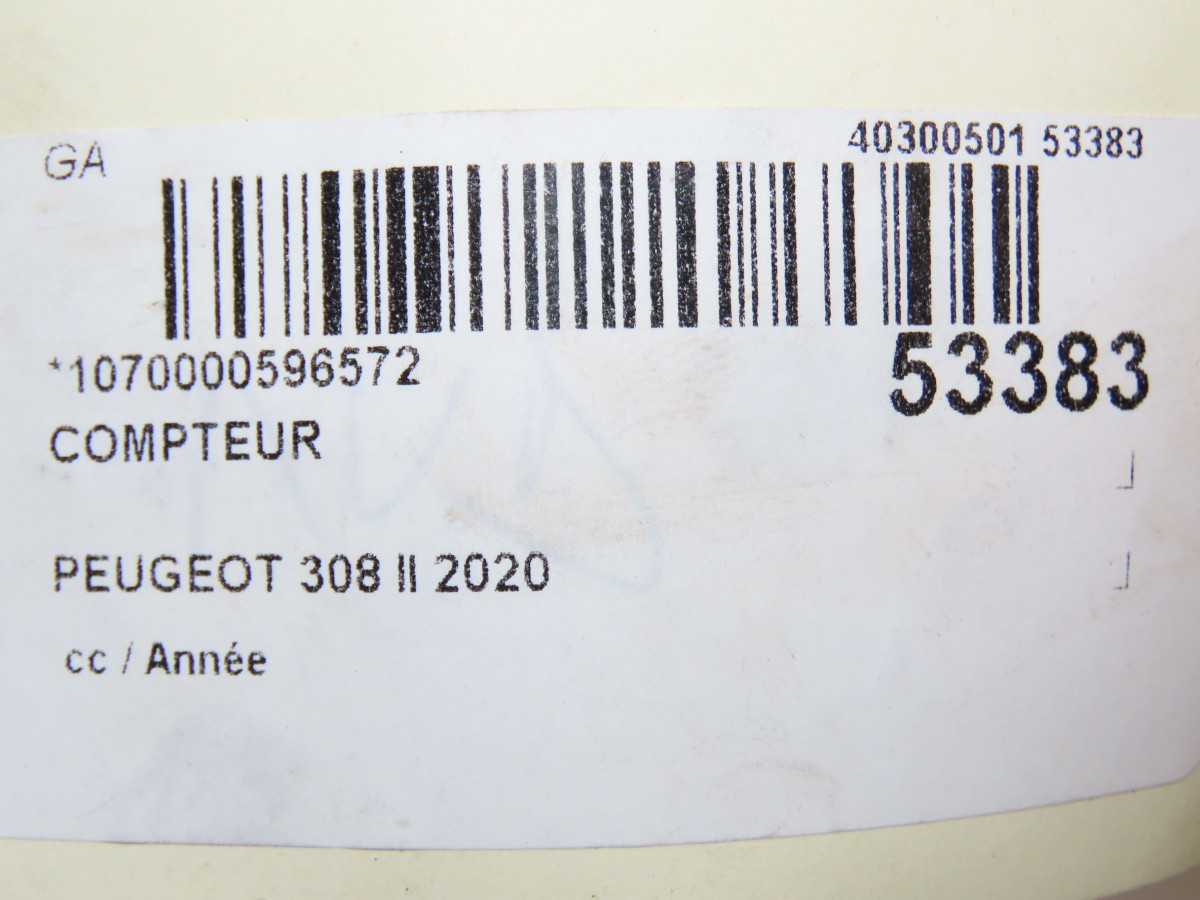 GA
40300501 53383
*1070000596572
53383
COMPTEUR
PEUGEOT 308 II 2020
cc / Année